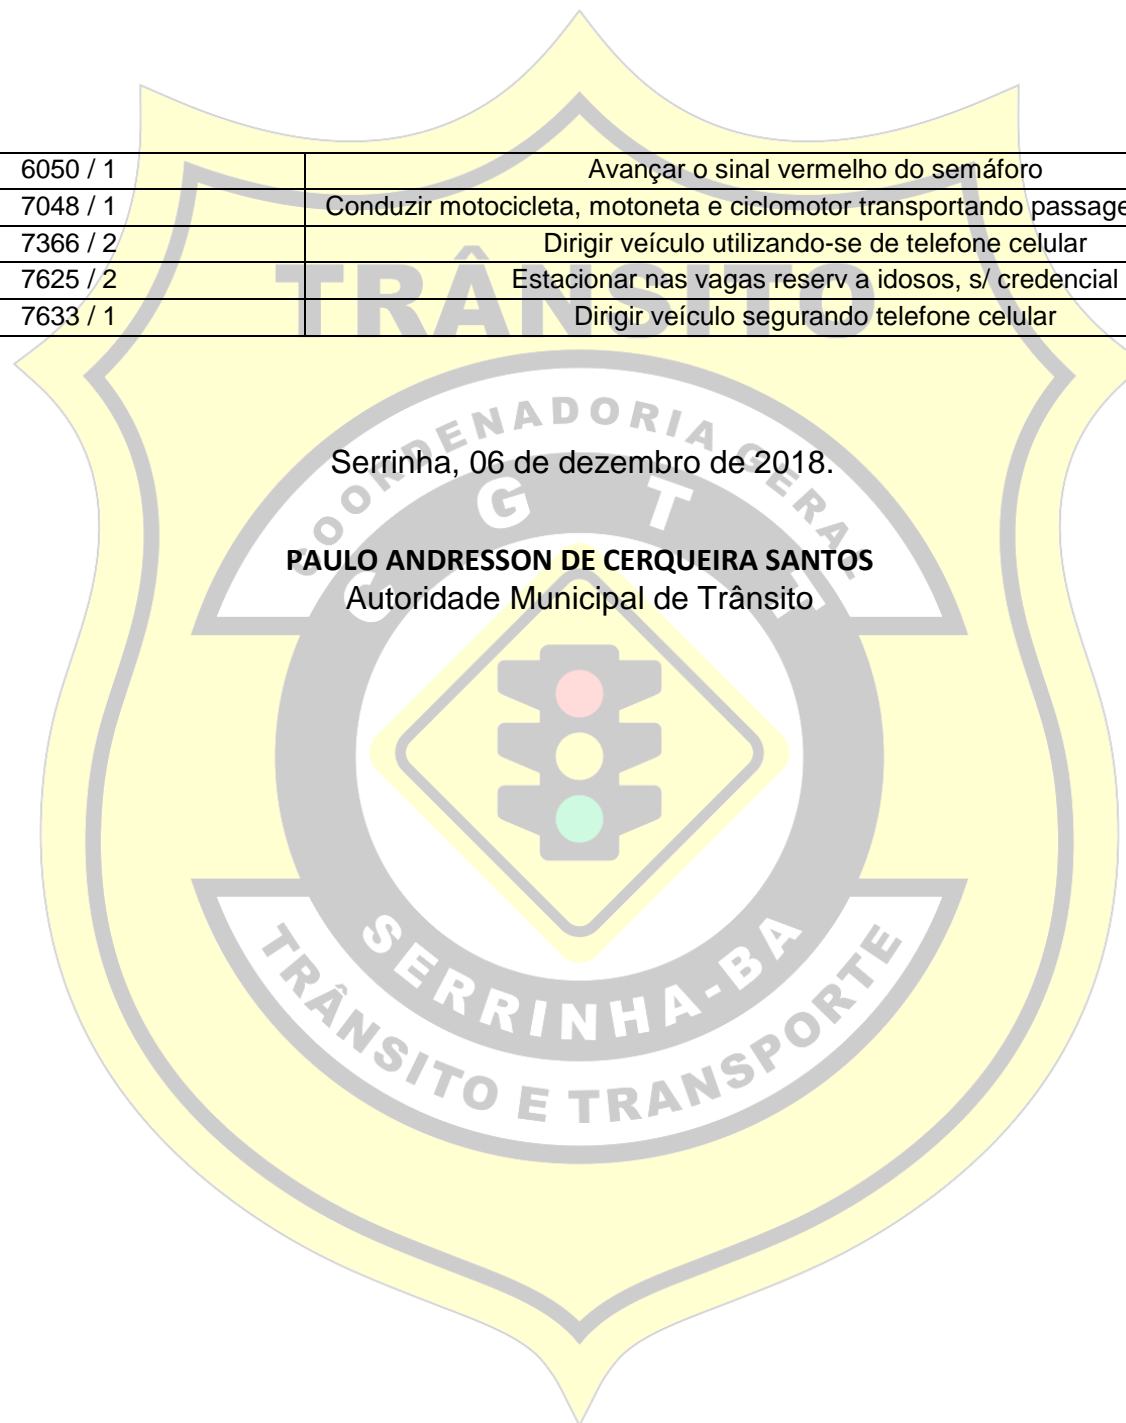 6050 / 1 Avançar o sinal vermelho do semáforo
7048 / 1 Conduzir motocicleta, motoneta e ciclomotor transportando
7366 / 2 Dirigir veículo utilizando-se de telefone celular
7625 / 2 Estacionar nas vagas reserv a idosos, s/ credencial
7633 / 1 Dirigir veículo segurando telefone celular
TRÂNSITO
COORDENADORIA GERAL
Serrinha, 06 de dezembro de 2018.
C G T T
PAULO ANDRESSON DE CERQUEIRA SANTOS
Autoridade Municipal de Trânsito
SERRINHA-BA
TRÂNSITO E TRANSPORTE